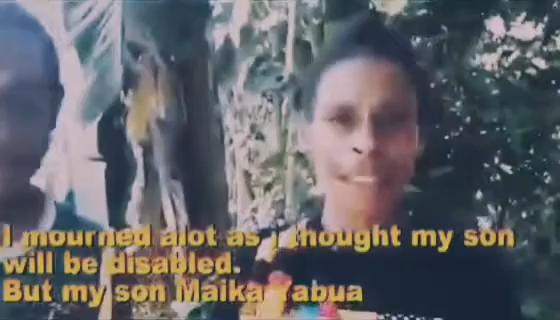 I mourned alot as I thought my son
will be disabled.
But my son Maika Yabua